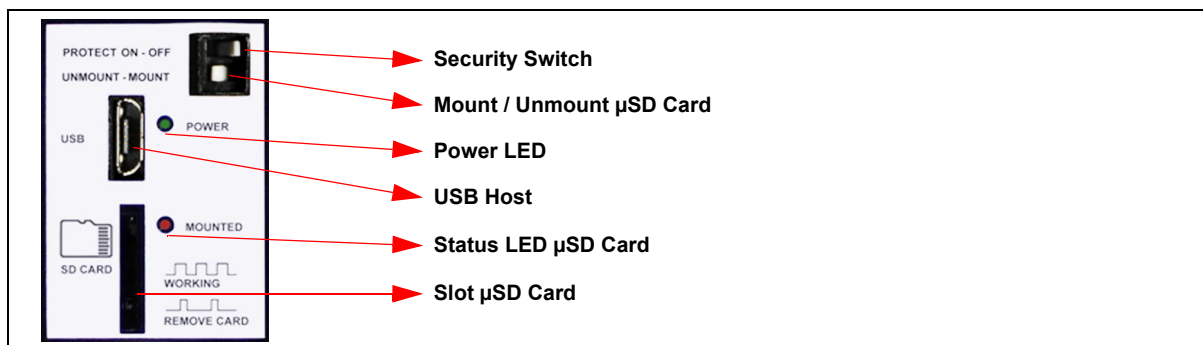 PROTECT ON - OFF
Security Switch
UNMOUNT - MOUNT
Mount / Unmount µSD Card
USB
POWER
Power LED
USB Host
MOUNTED
Status LED µSD Card
SD CARD
WORKING
Slot µSD Card
REMOVE CARD